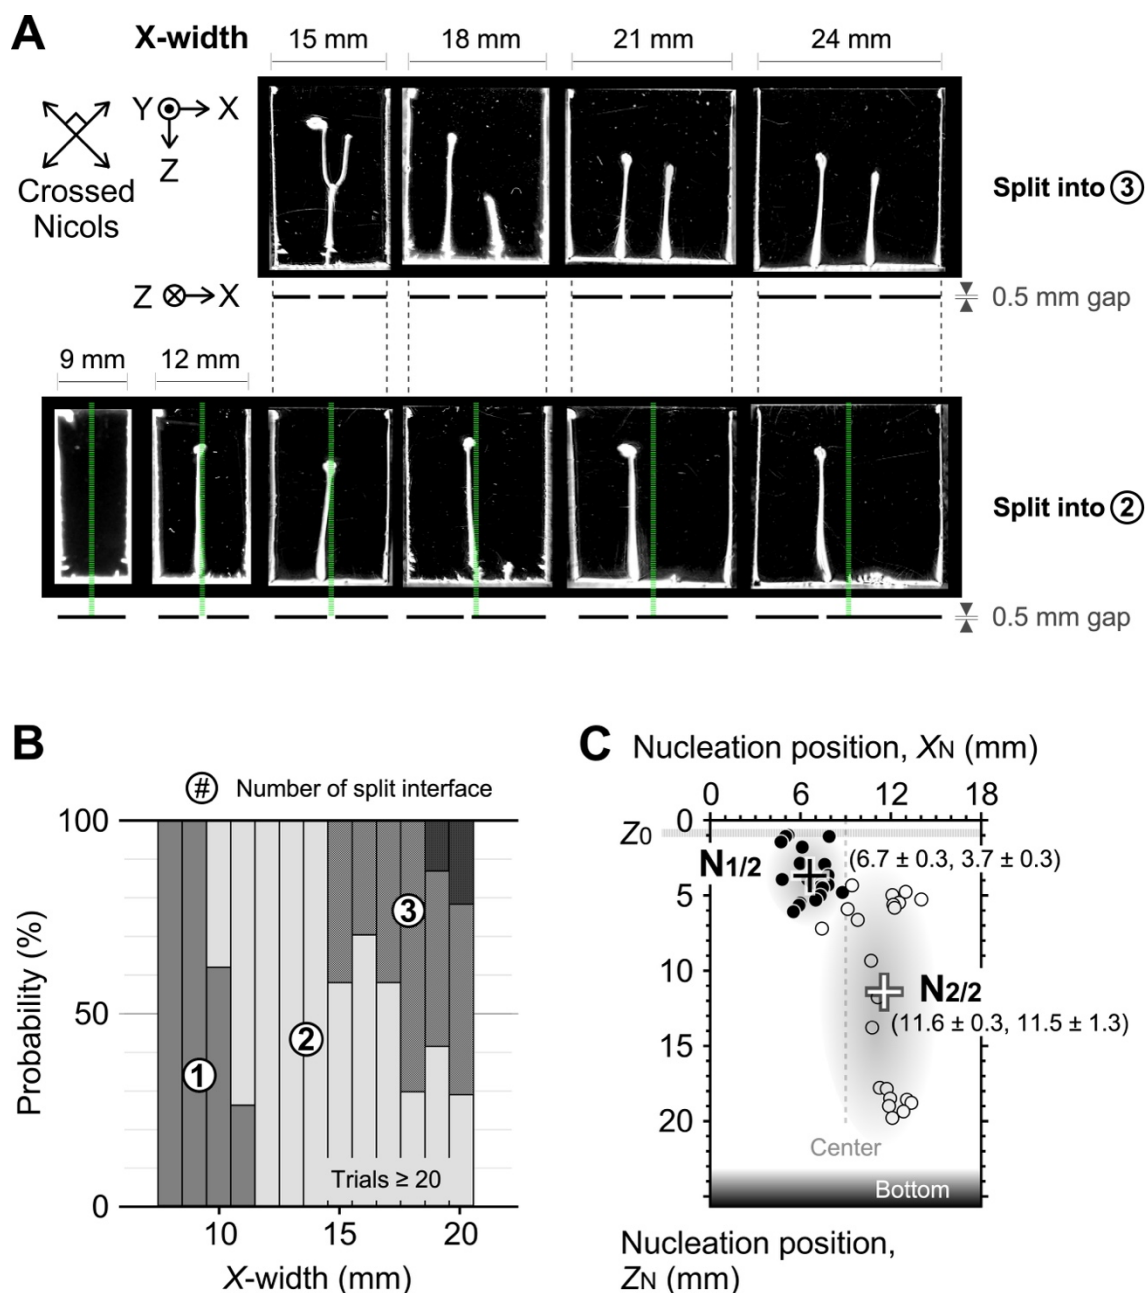 A
X-width
15 mm
18 mm
21 mm
24 mm
Y
X
Z
Crossed
Nicols
Split into ③
Z
X
0.5 mm gap
9 mm
12 mm
Split into ②
0.5 mm gap
B
# Number of split interface
100
50
0
Probability (%)
①
②
③
Trials ≥ 20
10
15
20
X-width (mm)
C
Nucleation position, XN (mm)
0
6
12
18
Z0
0
5
10
15
20
N1/2
(6.7 ± 0.3, 3.7 ± 0.3)
N2/2
(11.6 ± 0.3, 11.5 ± 1.3)
Center
Bottom
Nucleation position,
ZN (mm)